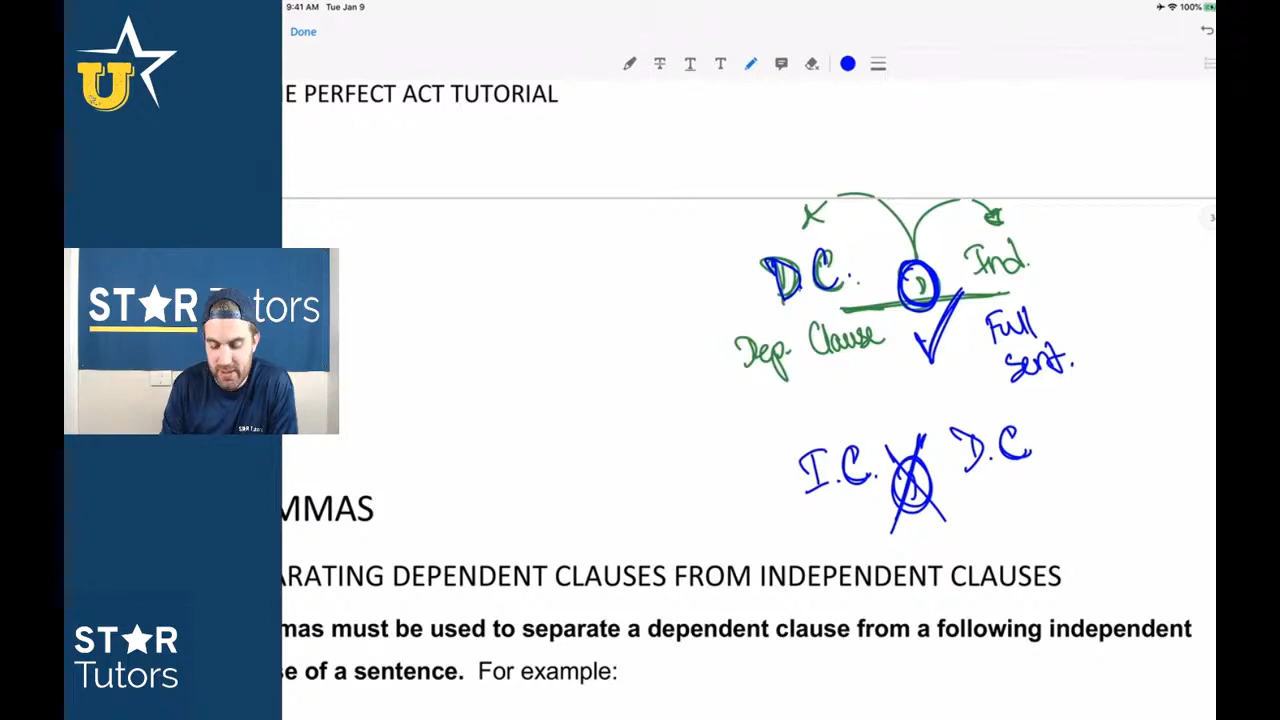 9:41 AM Tue Jan 9
100%
Done
U
E PERFECT ACT TUTORIAL
D.C. , Ind.
Dep. Clause
Full
Sent.
I.C. , D.C
STAR Tutors
MMAS
ARATING DEPENDENT CLAUSES FROM INDEPENDENT CLAUSES
mas must be used to separate a dependent clause from a following independent
se of a sentence. For example:
STAR
Tutors